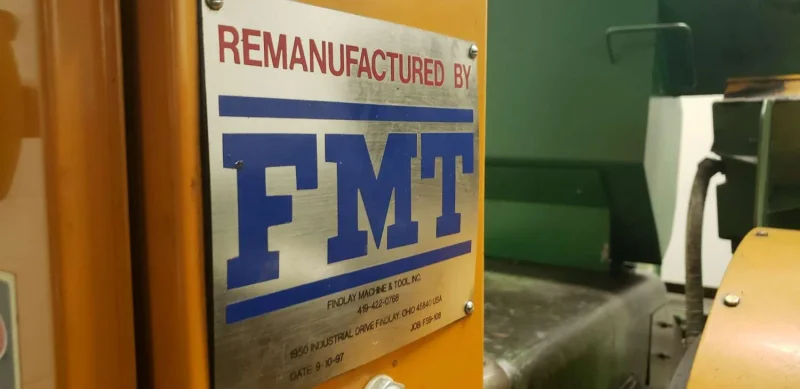 REMANUFACTURED BY
FMT
FINDLAY MACHINE & TOOL, INC.
419-422-0768
1950 INDUSTRIAL DRIVE FINDLAY, OHIO 45840 USA
DATE 9-10-97 JOB F39-108